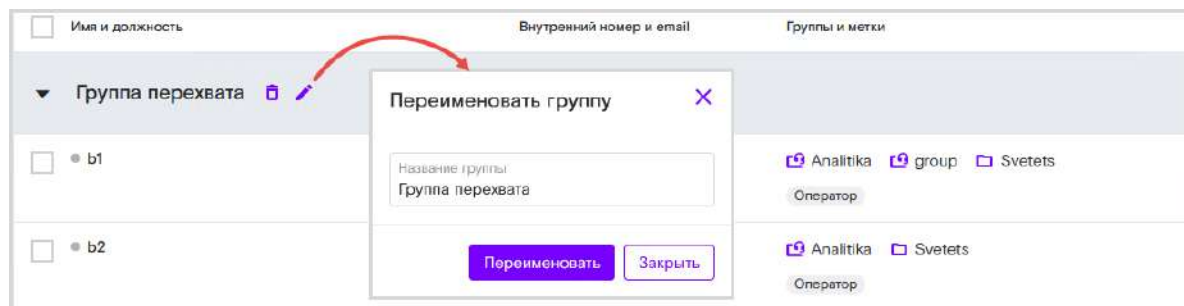 Имя и должность Внутренний номер и email Группы и метки
Группа перехвата
Переименовать группу
b1 Analitika group Svetets
Название группы
Группа перехвата
Оператор
b2 Analitika Svetets
Переименовать Закрыть
Оператор